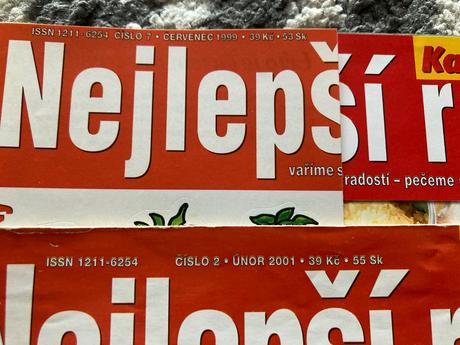 ISSN 1211-6254 ČÍSLO 7 • ČERVENEC 1999 • 39 Kč • 53 Sk
Ka
Nejlepš
ší r
vaříme s
radostí – pečeme
ISSN 1211-6254 ČÍSLO 2 • ÚNOR 2001 • 39 Kč • 55 Sk
Nejlepší r